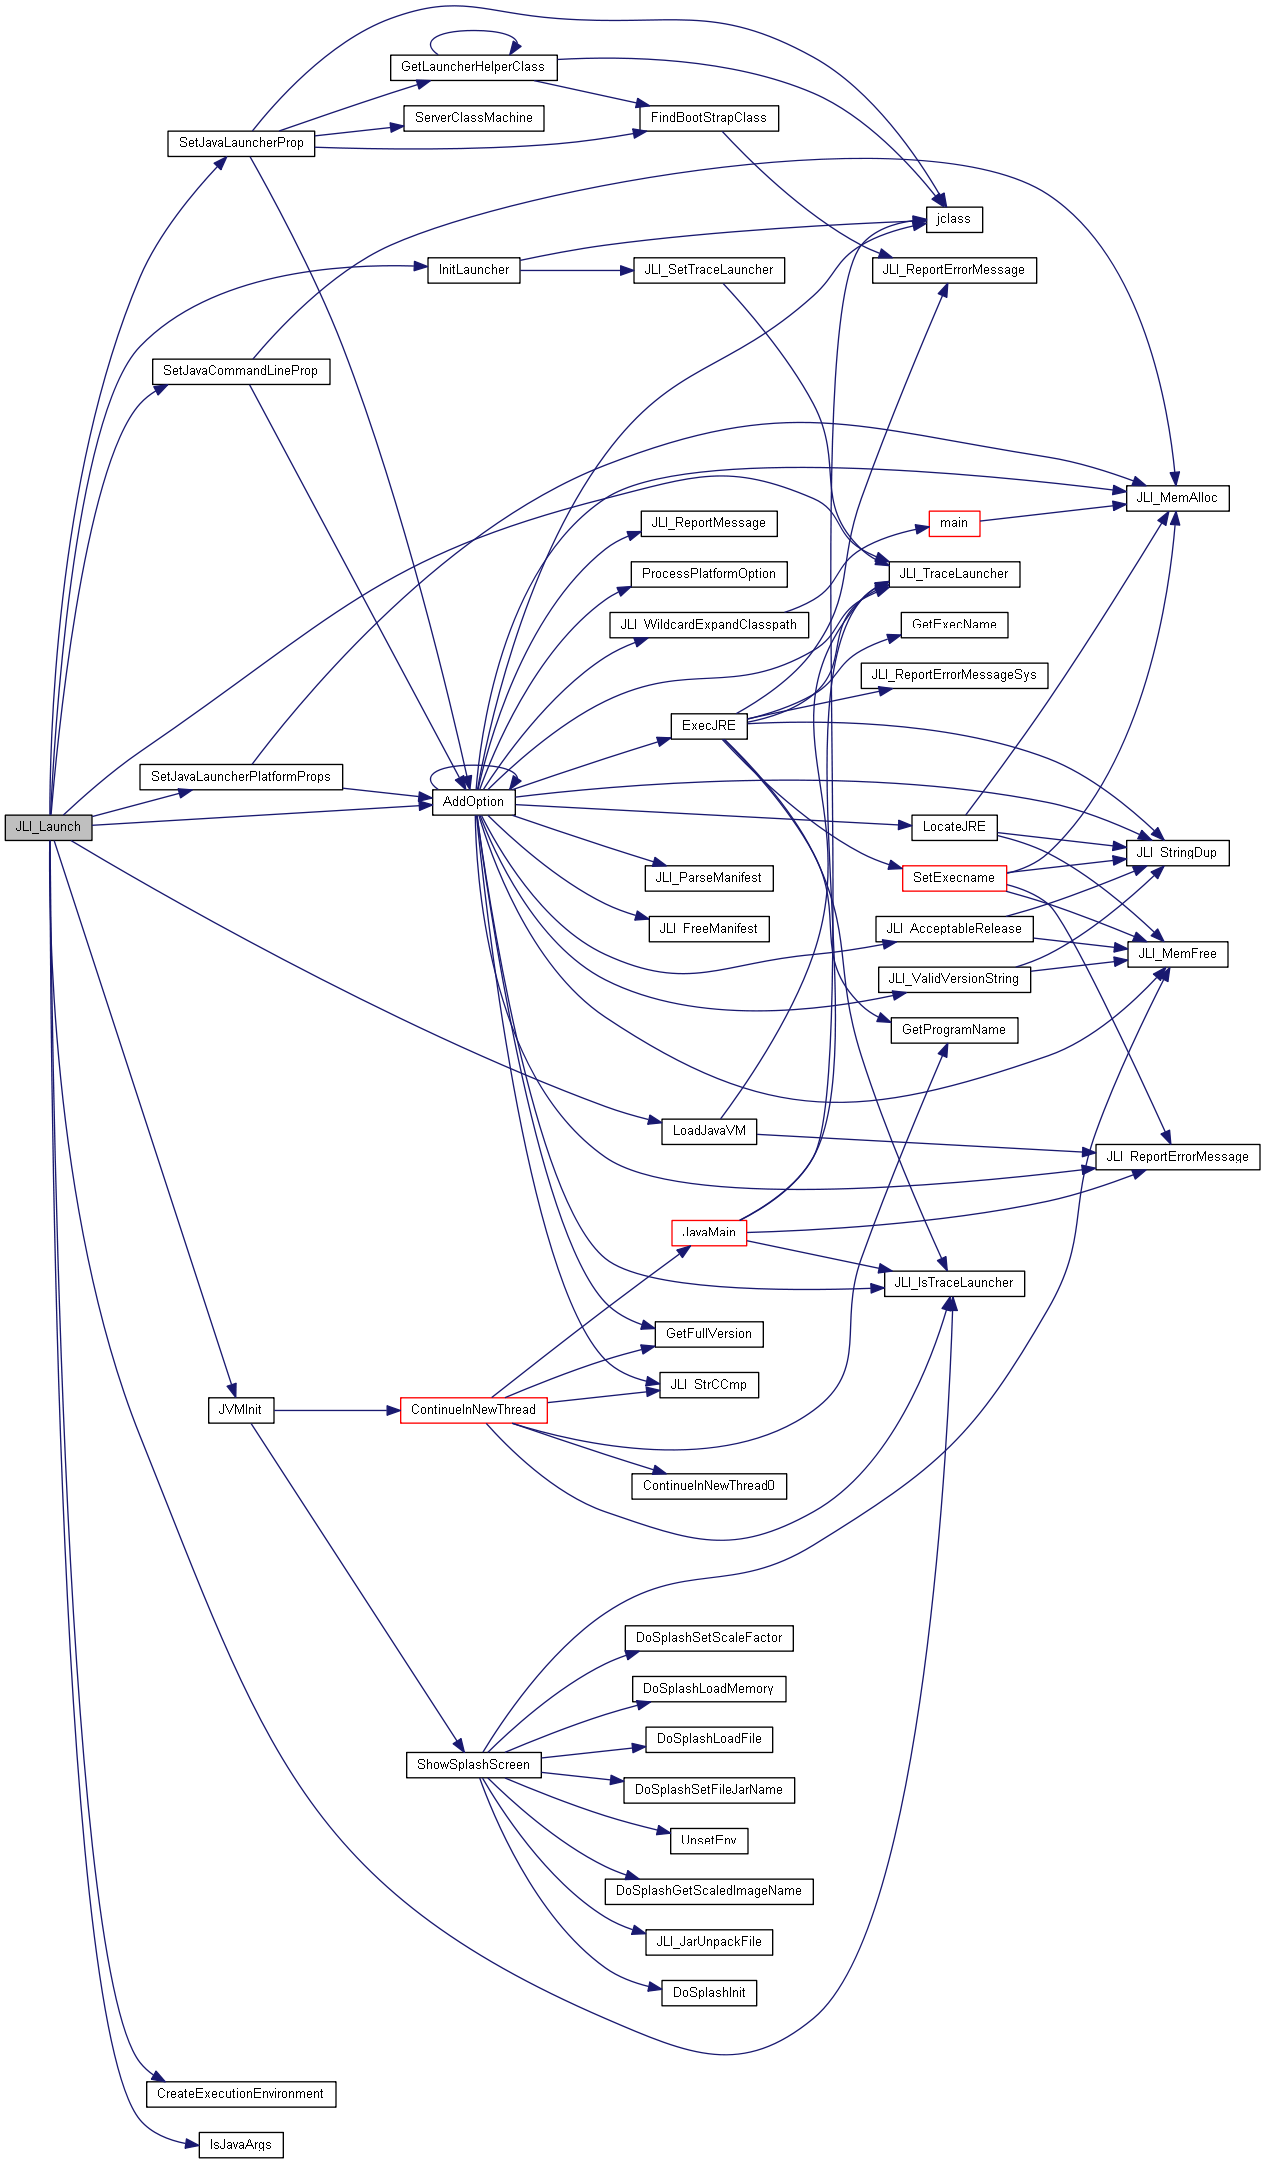 GetLauncherHelperClass
ServerClassMachine
FindBootStrapClass
SetJavaLauncherProp
jclass
InitLauncher
JLI_SetTraceLauncher
JLI_ReportErrorMessage
SetJavaCommandLineProp
JLI_MemAlloc
JLI_ReportMessage
main
ProcessPlatformOption
JLI_TraceLauncher
JLI_WildcardExpandClasspath
GetExecName
JLI_ReportErrorMessageSys
ExecJRE
SetJavaLauncherPlatformProps
AddOption
JLI_Launch
LocateJRE
JLI_StringDup
JLI_ParseManifest
SetExecname
JLI_FreeManifest
JLI_AcceptableRelease
JLI_MemFree
JLI_ValidVersionString
GetProgramName
LoadJavaVM
JLI_ReportErrorMessage
JavaMain
JLI_IsTraceLauncher
GetFullVersion
JLI_StrCCmp
JVMInit
ContinueInNewThread
ContinueInNewThread0
DoSplashSetScaleFactor
DoSplashLoadMemory
DoSplashLoadFile
ShowSplashScreen
DoSplashSetFileJarName
UnsetEnv
DoSplashGetScaledImageName
JLI_JarUnpackFile
DoSplashInit
CreateExecutionEnvironment
IsJavaArgs